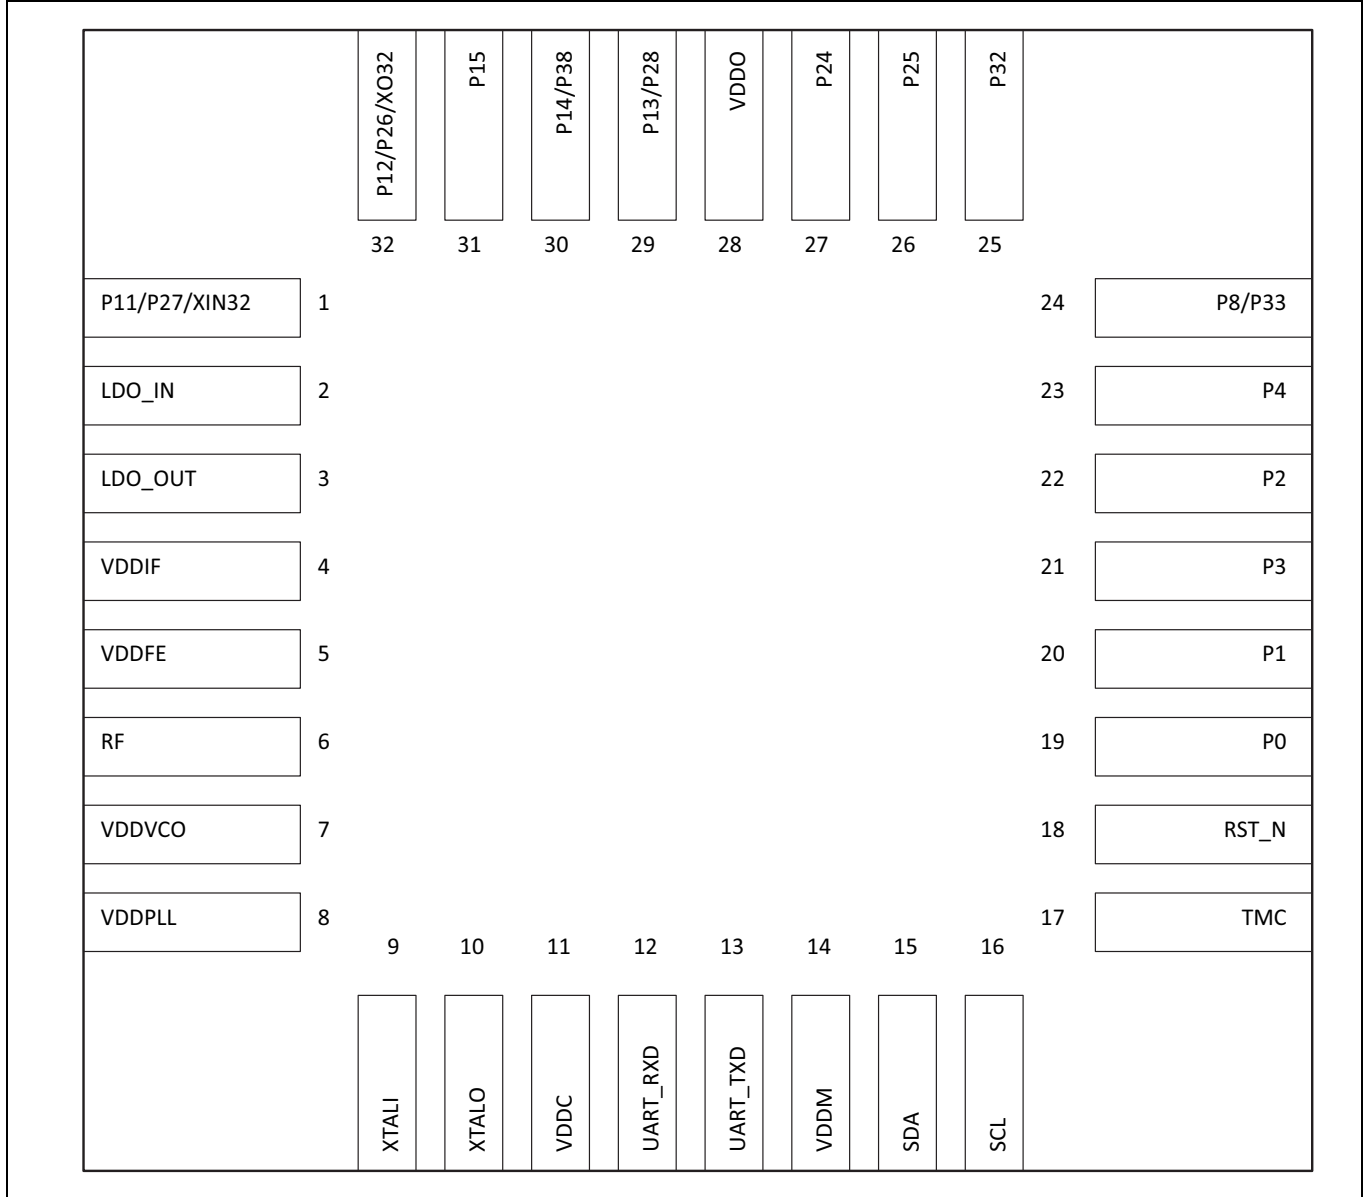 P12/P26/XO32
P15
P14/P38
P13/P28
VDDO
P24
P25
P32
32 31 30 29 28 27 26 25
P11/P27/XIN32 1
24 P8/P33
LDO_IN 2
23 P4
LDO_OUT 3
22 P2
VDDIF 4
21 P3
VDDFE 5
20 P1
RF 6
19 P0
VDDVCO 7
18 RST_N
VDDPLL 8
17 TMC
9 10 11 12 13 14 15 16
XTALI
XTALO
VDDC
UART_RXD
UART_TXD
VDDM
SDA
SCL